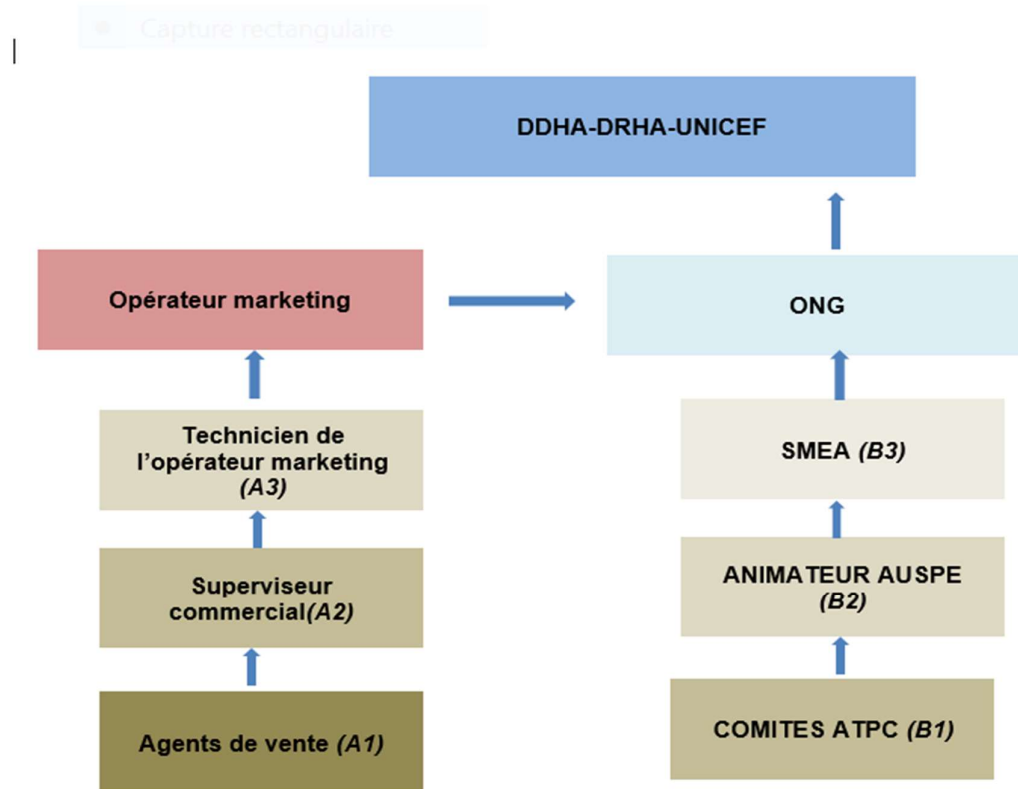 Capture rectangulaire
DDHA-DRHA-UNICEF
Opérateur marketing
ONG
Technicien de
l’opérateur marketing
(A3)
SMEA (B3)
Superviseur
commercial(A2)
ANIMATEUR AUSPE
(B2)
Agents de vente (A1)
COMITES ATPC (B1)